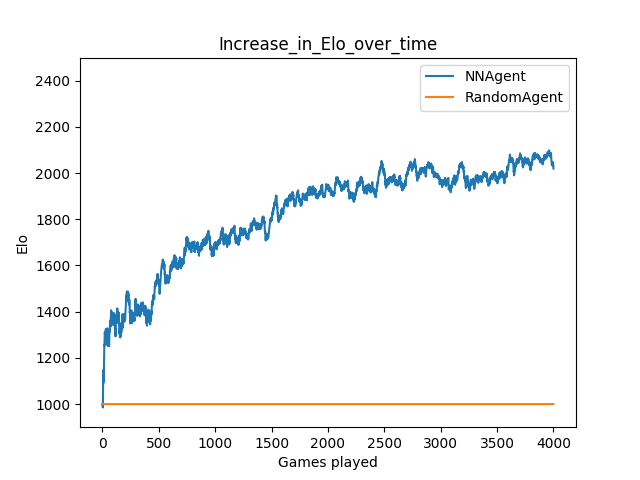 Increase_in_Elo_over_time
NNAgent
RandomAgent
2400
2200
2000
1800
1600
1400
1200
1000
Elo
0 500 1000 1500 2000 2500 3000 3500 4000
Games played